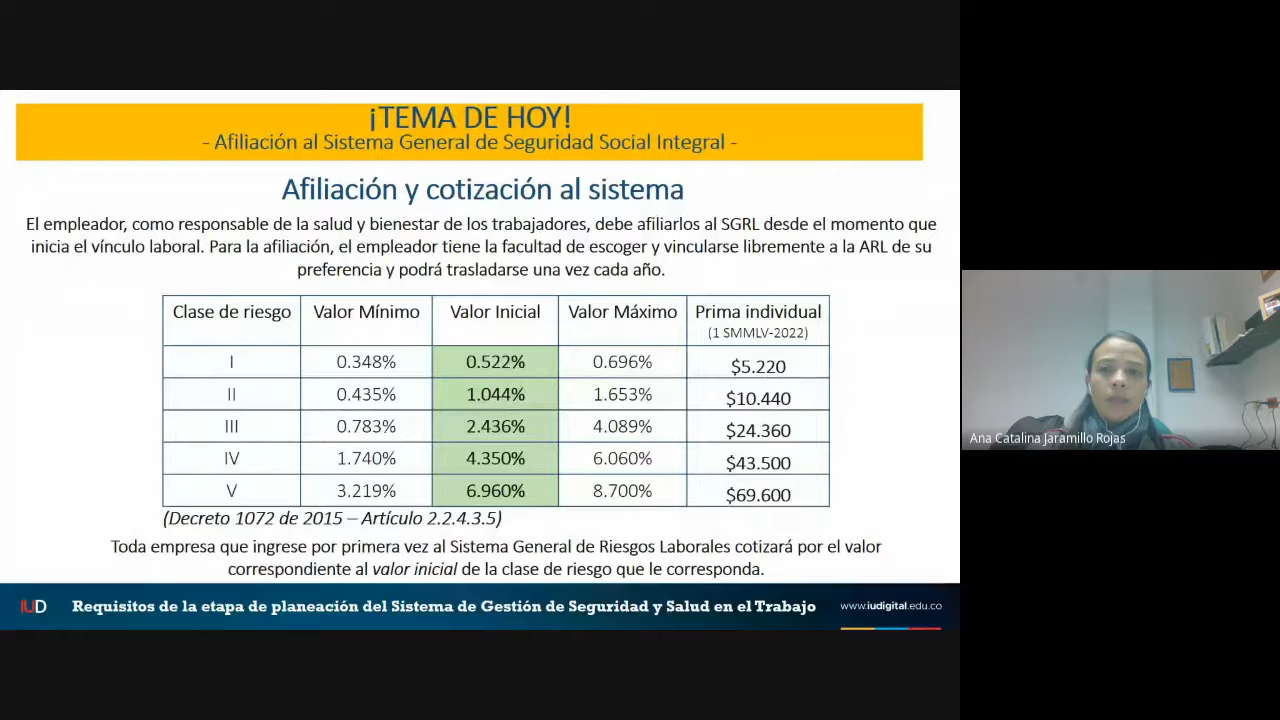 ¡TEMA DE HOY!
- Afiliación al Sistema General de Seguridad Social Integral -
Afiliación y cotización al sistema
El empleador, como responsable de la salud y bienestar de los trabajadores, debe afiliarlos al SGRL desde el momento que
inicia el vínculo laboral. Para la afiliación, el empleador tiene la facultad de escoger y vincularse libremente a la ARL de su
preferencia y podrá trasladarse una vez cada año.
Clase de riesgo Valor Mínimo Valor Inicial Valor Máximo Prima individual
(1 SMMLV-2022)
I 0.348% 0.522% 0.696% $5.220
II 0.435% 1.044% 1.653% $10.440
III 0.783% 2.436% 4.089% $24.360
IV 1.740% 4.350% 6.060% $43.500
V 3.219% 6.960% 8.700% $69.600
(Decreto 1072 de 2015 – Artículo 2.2.4.3.5)
Toda empresa que ingrese por primera vez al Sistema General de Riesgos Laborales cotizará por el valor
correspondiente al valor inicial de la clase de riesgo que le corresponda.
IUD Requisitos de la etapa de planeación del Sistema de Gestión de Seguridad y Salud en el Trabajo www.iudigital.edu.co
Ana Catalina Jaramillo Rojas